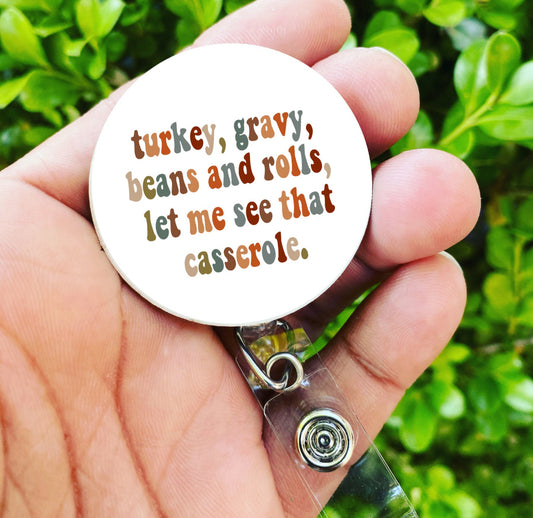 turkey, gravy,
beans and rolls,
let me see that
casserole.